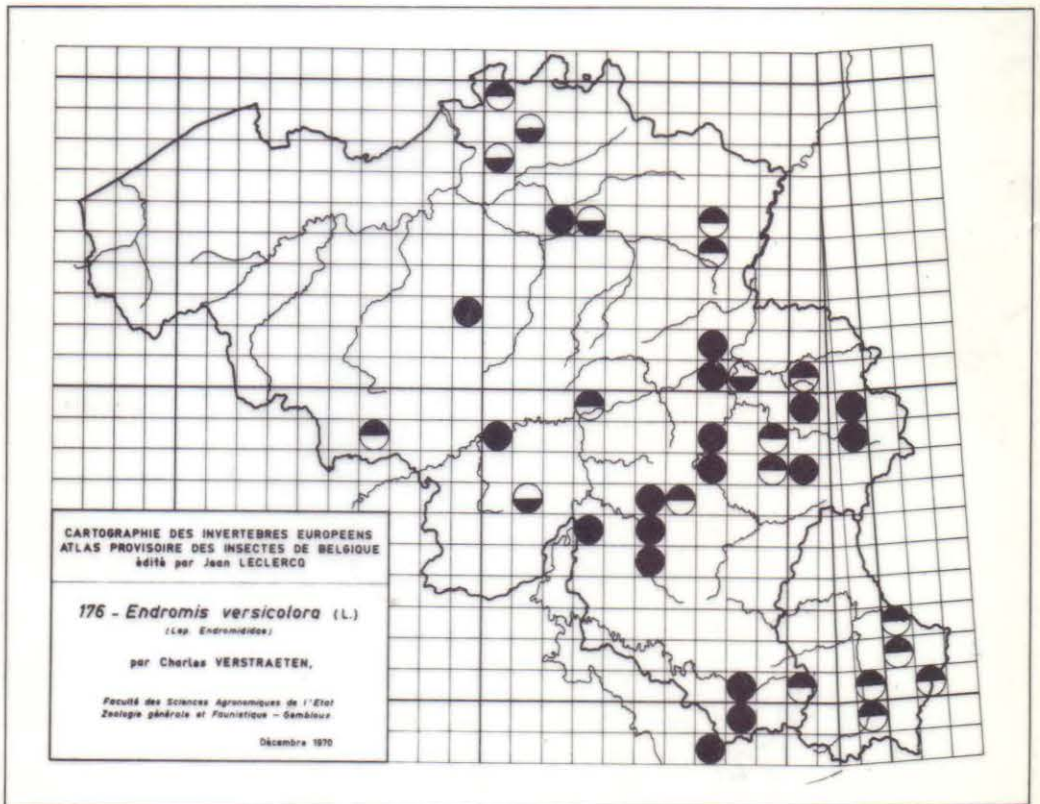 CARTOGRAPHIE DES INVERTEBRES EUROPEENS
ATLAS PROVISOIRE DES INSECTES DE BELGIQUE
édité par Jean LECLERCQ
176 - Endromis versicolora (L.)
(Lep. Endromididae)
par Charles VERSTRAETEN,
Faculté des Sciences Agronomiques de l'Etat
Zoologie générale et Faunistique - Gembloux.
Décembre 1970